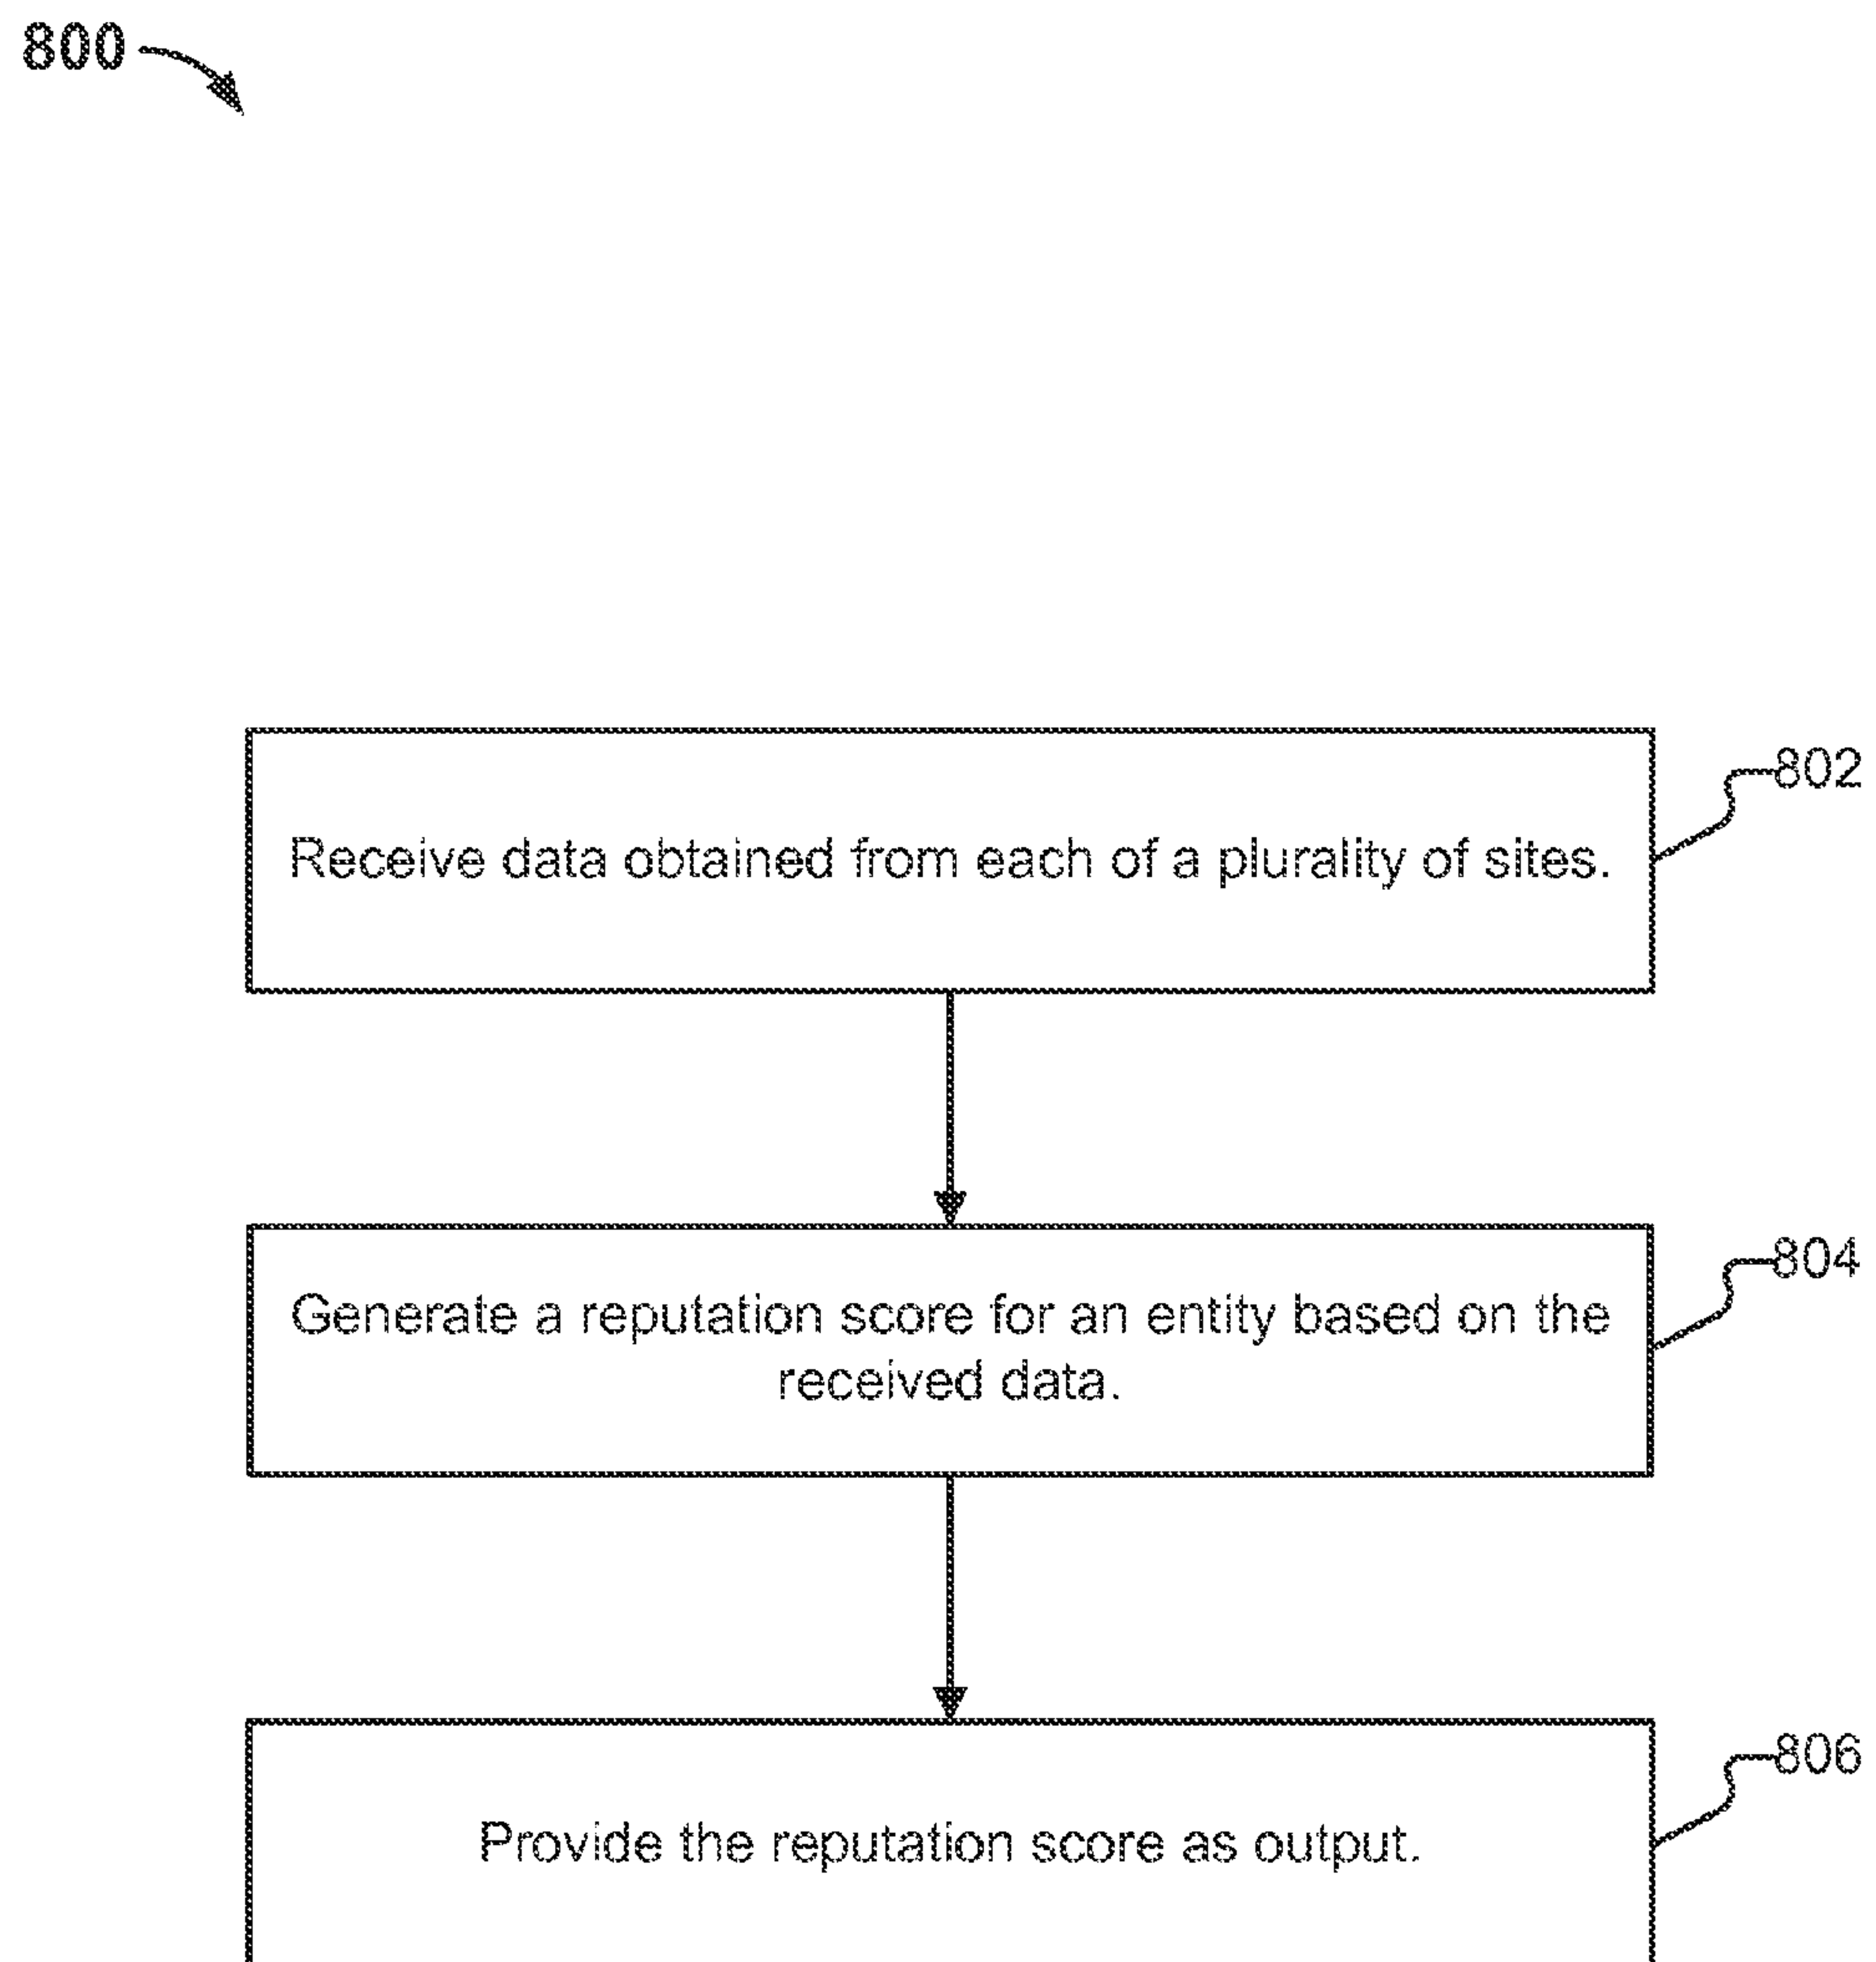 800
802
Receive data obtained from each of a plurality of sites.
804
Generate a reputation score for an entity based on the
received data.
806
Provide the reputation score as output.